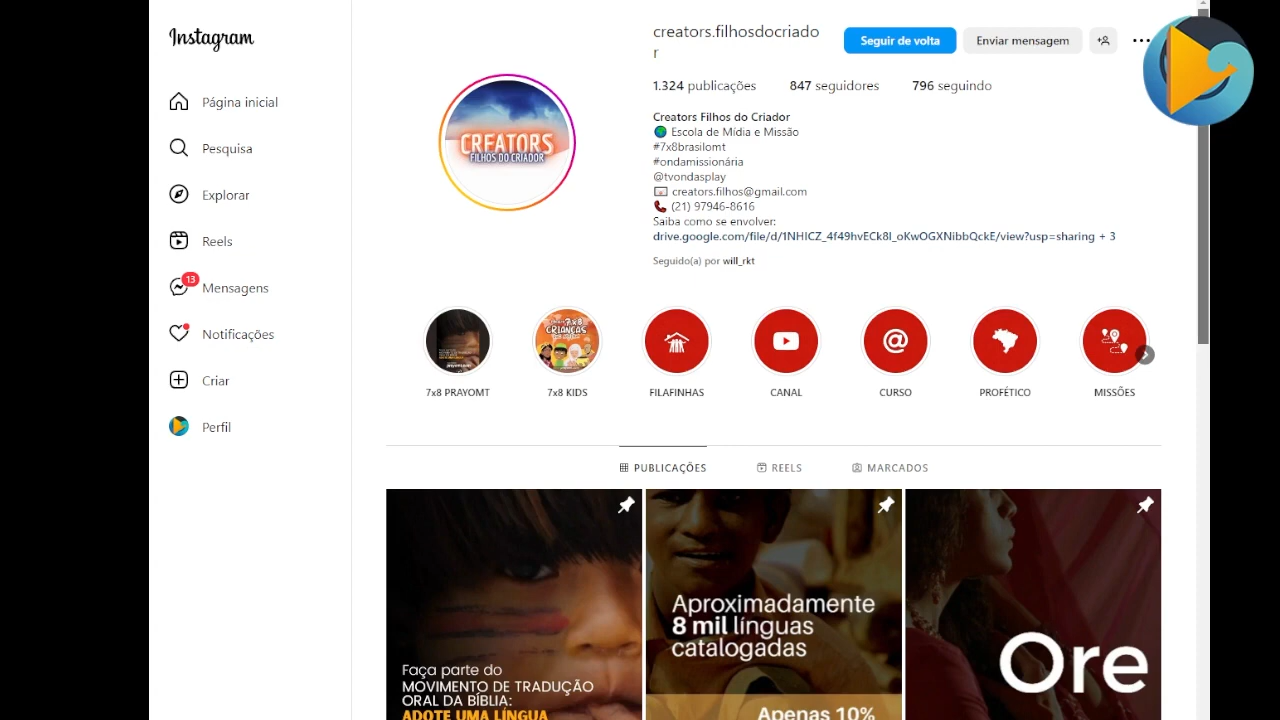 Instagram
Página inicial
Pesquisa
Explorar
Reels
13
Mensagens
Notificações
Criar
Perfil
creators.filhosdocriado
r
Seguir de volta
Enviar mensagem
1.324 publicações
847 seguidores
796 seguindo
Creators Filhos do Criador
Escola de Mídia e Missão
#7x8brasilomt
#ondamissionária
@tvondasplay
creators.filhos@gmail.com
(21) 97946-8616
Saiba como se envolver:
drive.google.com/file/d/1NHICZ_4f49hvECk8I_oKwOGXNibbQckE/view?usp=sharing + 3
Seguido(a) por will_rkt
CREATORS
FILHOS DO CRIADOR
7x8
CRIANÇAS
7x8 PRAYOMT
7x8 KIDS
FILAFINHAS
CANAL
CURSO
PROFÉTICO
MISSÕES
PUBLICAÇÕES
REELS
MARCADOS
Faça parte do
MOVIMENTO DE TRADUÇÃO
ORAL DA BÍBLIA:
ADOTE UMA LÍNGUA
Aproximadamente
8 mil línguas
catalogadas
Apenas 10%
Ore